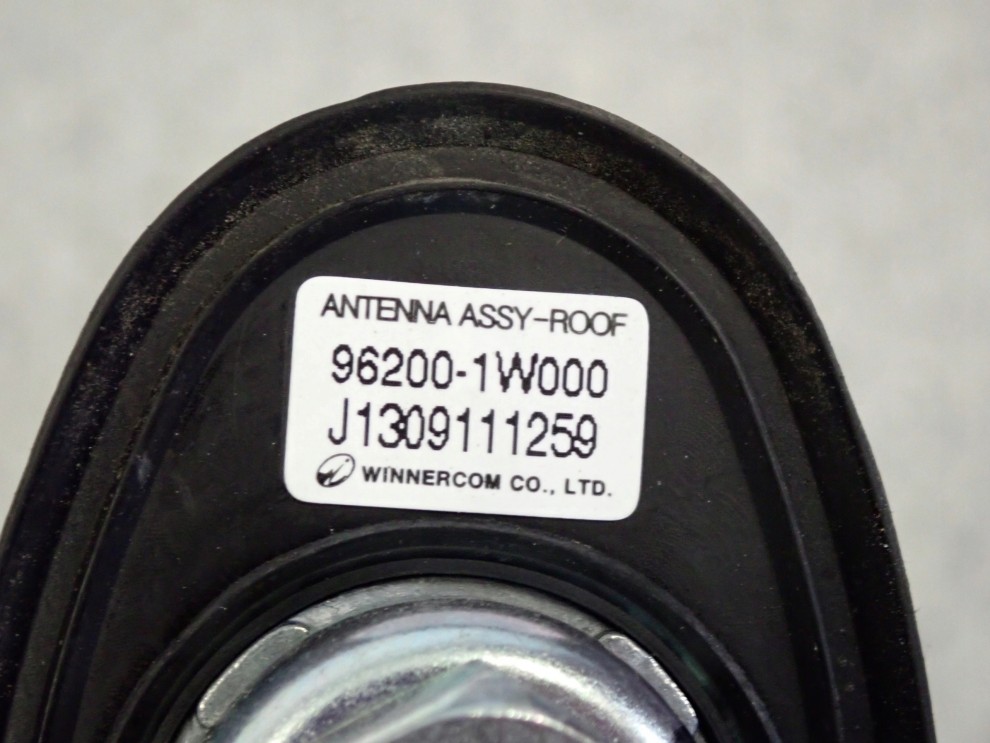 ANTENNA ASSY-ROOF
96200-1W000
J1309111259
WINNERCOM CO., LTD.